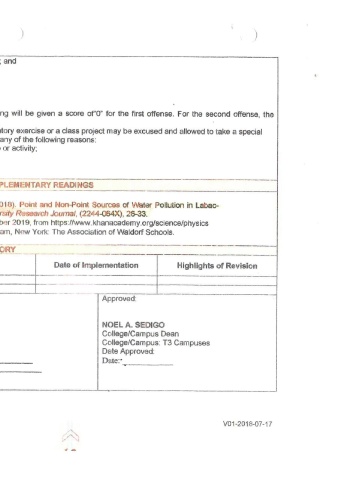 ; and
ng will be given a score of"0" for the first offense. For the second offense, the
tory exercise or a class project may be excused and allowed to take a special
any of the following reasons:
or activity;
PLEMENTARY READINGS
018). Point and Non-Point Sources of Water Pollution in Labac-
rsity Research Journal, (2244-064X), 26-33.
ber 2019, from https://www.khanacademy.org/science/physics
am, New York: The Association of Waldorf Schools.
ORY
Date of Implementation Highlights of Revision
Approved:
NOEL A. SEDIGO
College/Campus Dean
College/Campus: T3 Campuses
Date Approved:
Date:
V01-2018-07-17